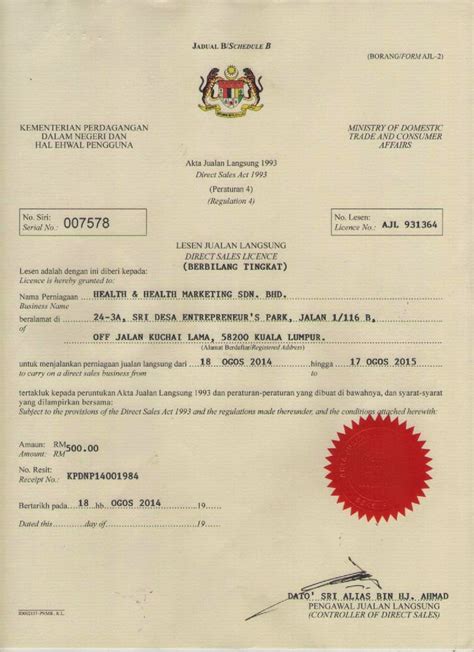 JADUAL B/SCHEDULE B
(BORANG/FORM AJL-2)
KEMENTERIAN PERDAGANGAN
DALAM NEGERI DAN
HAL EHWAL PENGGUNA
MINISTRY OF DOMESTIC
TRADE AND CONSUMER
AFFAIRS
Akta Jualan Langsung 1993
Direct Sales Act 1993
(Peraturan 4)
(Regulation 4)
No. Siri:
Serial No.: 007578
No. Lesen:
Licence No.: AJL 931364
LESEN JUALAN LANGSUNG
DIRECT SALES LICENCE
(BERBILANG TINGKAT)
Lesen adalah dengan ini diberi kepada:
Licence is hereby granted to:
Nama Perniagaan HEALTH & HEALTH MARKETING SDN. BHD.
Business Name
beralamat di 24-3A, SRI DESA ENTREPRENEUR'S PARK, JALAN 1/116 B,
of
OFF JALAN KUCHAI LAMA, 58200 KUALA LUMPUR.
(Alamat Berdaftar/Registered Address)
untuk menjalankan perniagaan jualan langsung dari 18 OGOS 2014 hingga 17 OGOS 2015
to carry on a direct sales business from to
tertakluk kepada peruntukan Akta Jualan Langsung 1993 dan peraturan-peraturan yang dibuat di bawahnya, dan syarat-syarat
yang dilampirkan bersama:
Subject to the provisions of the Direct Sales Act 1993 and the regulations made thereunder, and the conditions attached herewith:
Amaun: RM500.00
Amount: RM
No. Resit:
Receipt No.: KPDNP14001984
Bertarikh pada 18 hb. OGOS 2014 19
Dated this day of 19
DATO' SRI ALIAS BIN HJ. AHMAD
PENGAWAL JUALAN LANGSUNG
(CONTROLLER OF DIRECT SALES)